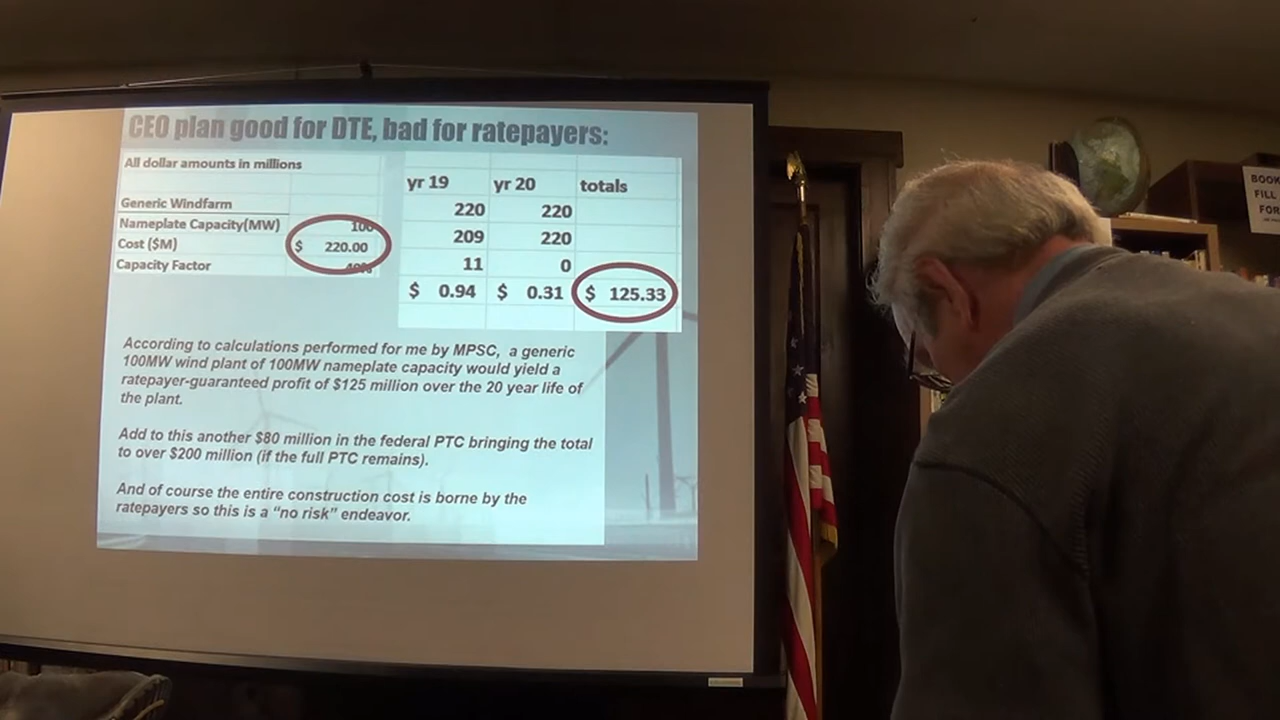 CEO plan good for DTE, bad for ratepayers:
All dollar amounts in millions
Generic Windfarm
Nameplate Capacity(MW) 100
Cost ($M) $ 220.00
Capacity Factor 40%
yr 19 yr 20 totals
220 220
209 220
11 0
$ 0.94 $ 0.31 $ 125.33
According to calculations performed for me by MPSC, a generic
100MW wind plant of 100MW nameplate capacity would yield a
ratepayer-guaranteed profit of $125 million over the 20 year life of
the plant.
Add to this another $80 million in the federal PTC bringing the total
to over $200 million (if the full PTC remains).
And of course the entire construction cost is borne by the
ratepayers so this is a "no risk" endeavor.
BOOK
FILL
FOR